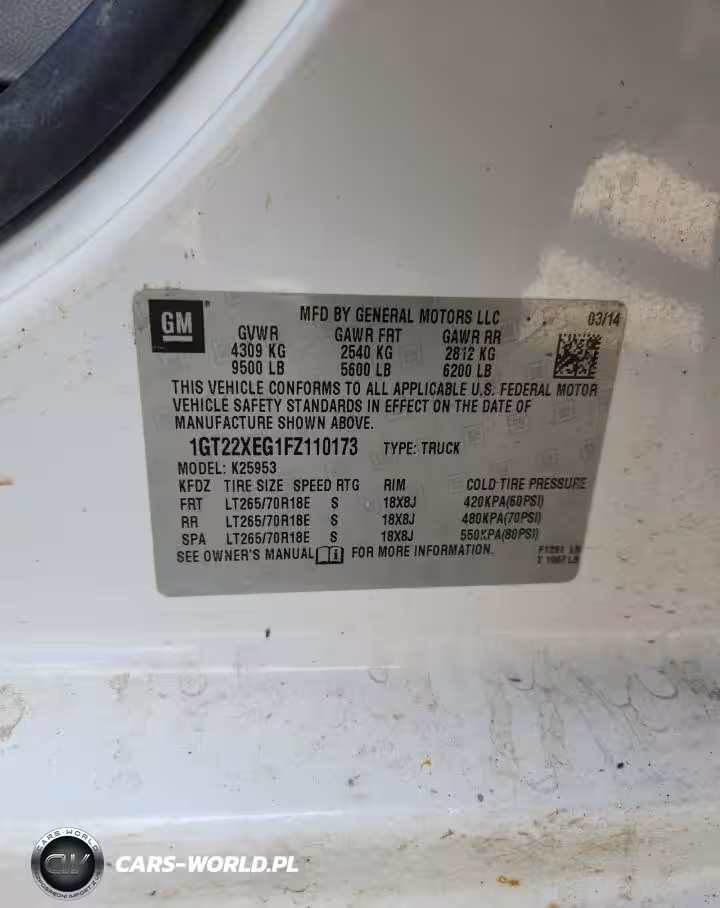 GM
MFD BY GENERAL MOTORS LLC 03/14
GVWR GAWR FRT GAWR RR
4309 KG 2540 KG 2812 KG
9500 LB 5600 LB 6200 LB
THIS VEHICLE CONFORMS TO ALL APPLICABLE U.S. FEDERAL MOTOR
VEHICLE SAFETY STANDARDS IN EFFECT ON THE DATE OF
MANUFACTURE SHOWN ABOVE.
1GT22XEG1FZ110173 TYPE: TRUCK
MODEL: K25953
KFDZ TIRE SIZE SPEED RTG RIM COLD TIRE PRESSURE
FRT LT265/70R18E S 18X8J 420KPA(60PSI)
RR LT265/70R18E S 18X8J 480KPA(70PSI)
SPA LT265/70R18E S 18X8J 550KPA(80PSI)
SEE OWNER'S MANUAL FOR MORE INFORMATION.
CARS-WORLD
CW
CARS-WORLD.PL